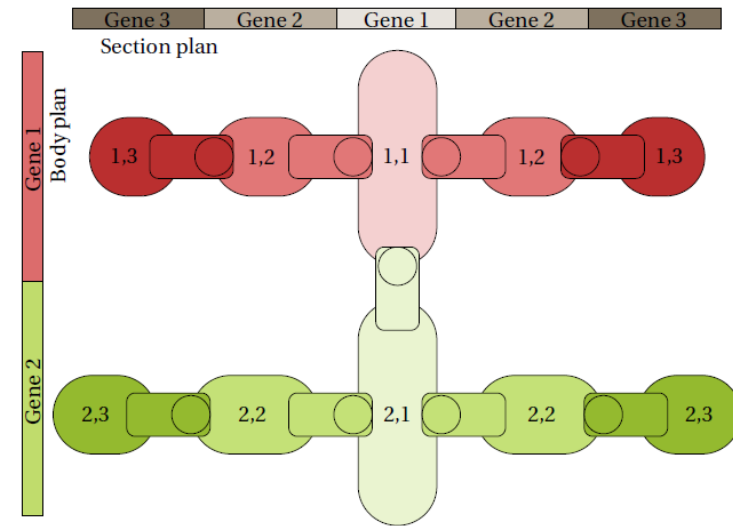 Gene 3 Gene 2 Gene 1 Gene 2 Gene 3
Section plan
Gene 1
Body plan
1,3 1,2 1,1 1,2 1,3
Gene 2
2,3 2,2 2,1 2,2 2,3